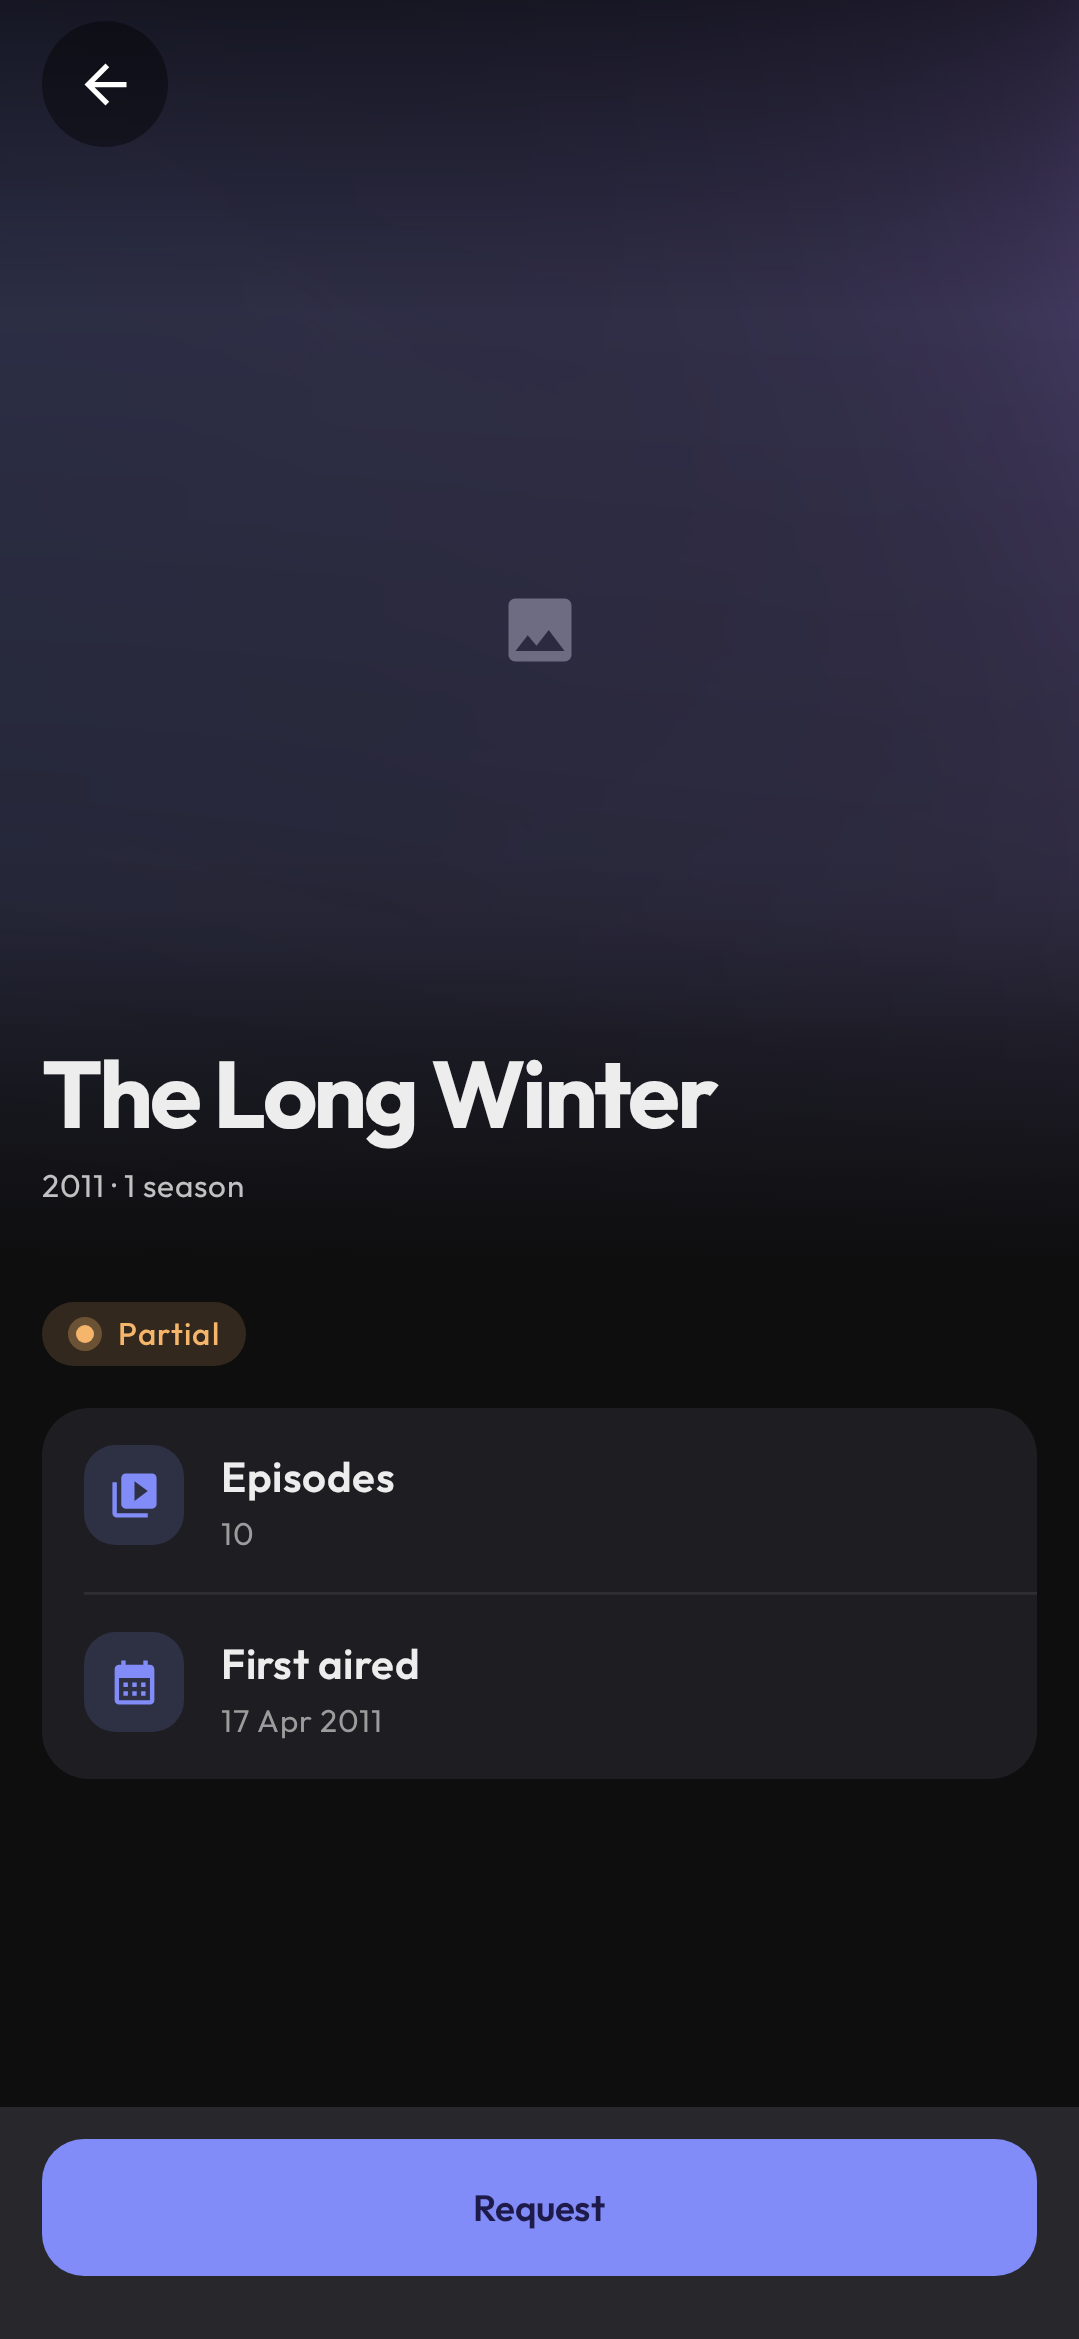 The Long Winter
2011 · 1 season
Partial
Episodes
10
First aired
17 Apr 2011
Request